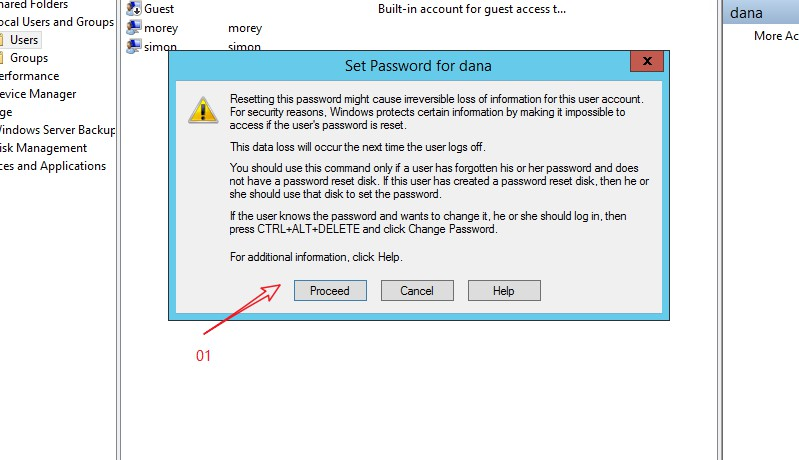 hared Folders
ocal Users and Groups
Users
Groups
erformance
evice Manager
ge
Windows Server Backup
isk Management
ces and Applications
Guest Built-in account for guest access t...
morey morey
simon simon
dana
More Ac
Set Password for dana
x
Resetting this password might cause irreversible loss of information for this user account.
For security reasons, Windows protects certain information by making it impossible to
access if the user's password is reset.
This data loss will occur the next time the user logs off.
You should use this command only if a user has forgotten his or her password and does
not have a password reset disk. If this user has created a password reset disk, then he or
she should use that disk to set the password.
If the user knows the password and wants to change it, he or she should log in, then
press CTRL+ALT+DELETE and click Change Password.
For additional information, click Help.
Proceed Cancel Help
01